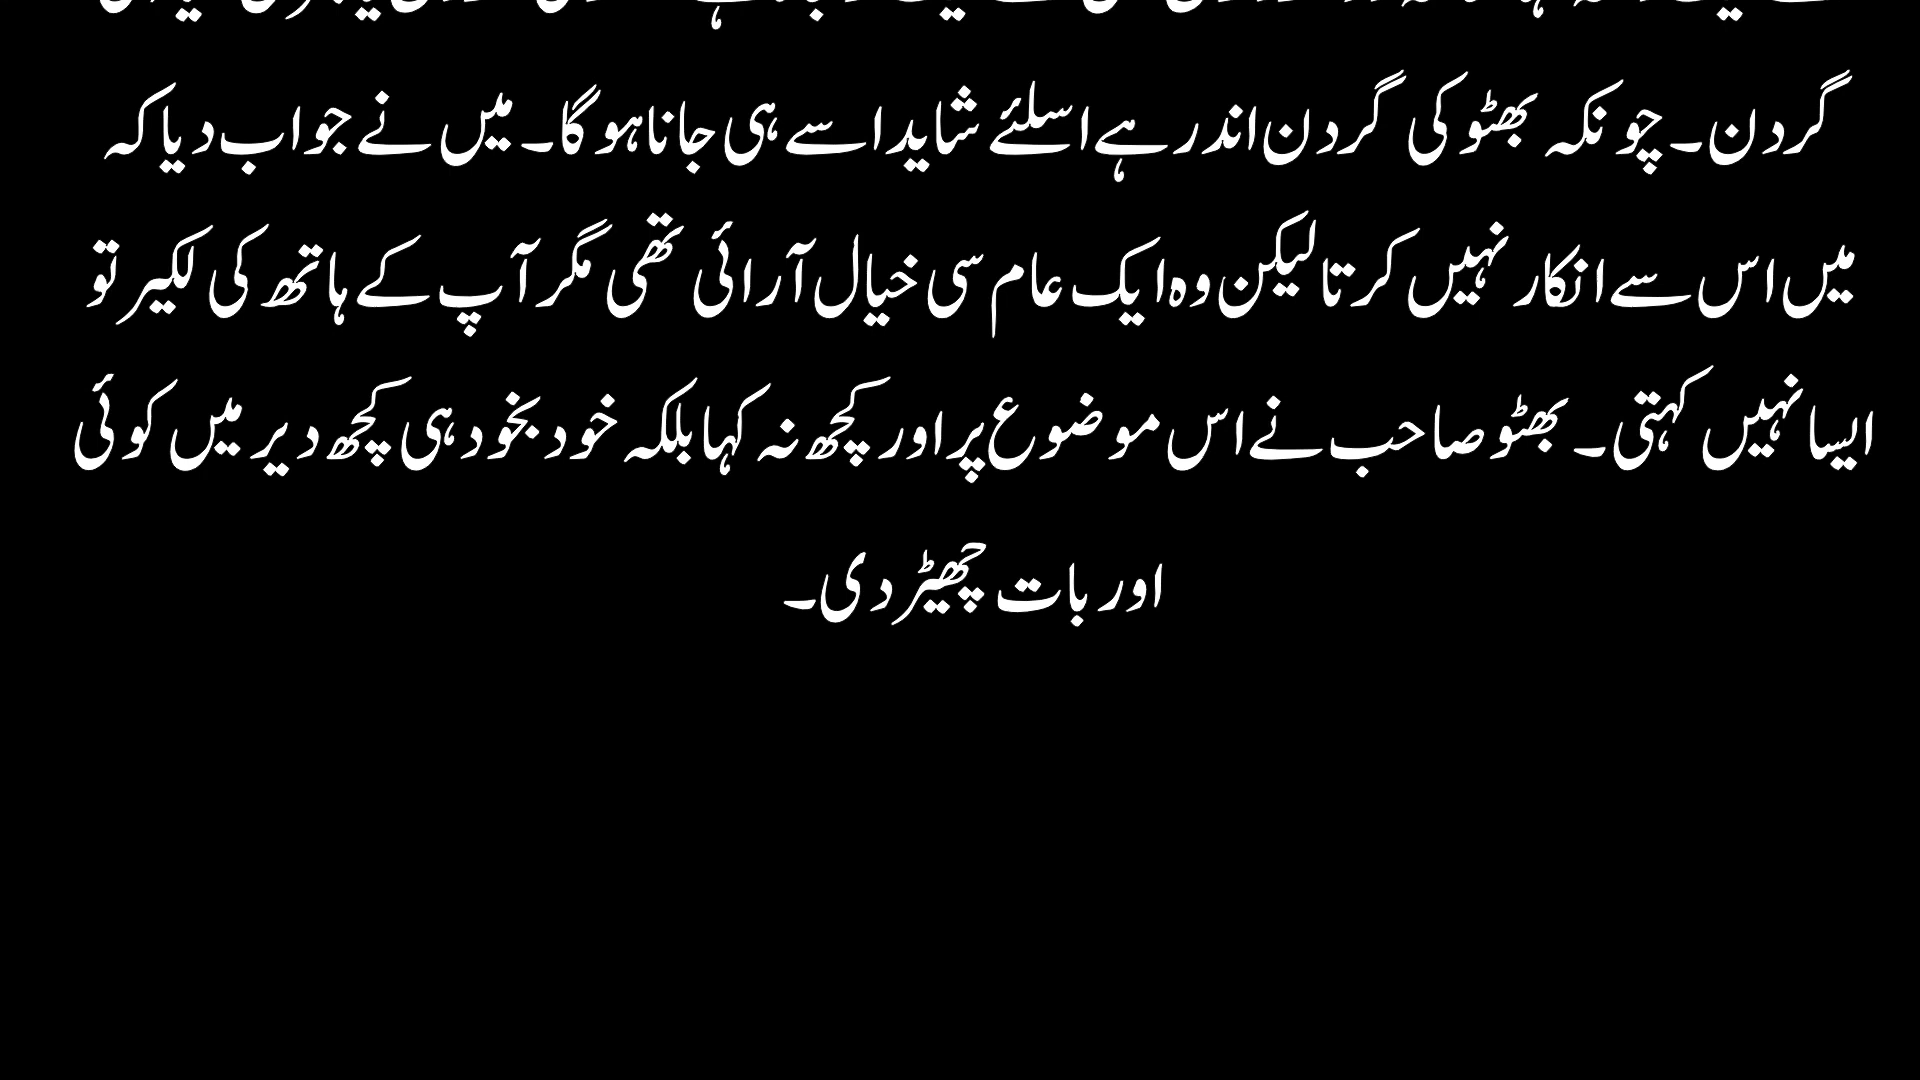 گردن۔ چونکہ بھٹو کی گردن اندر ہے اسلئے شاید اسے ہی جانا ہوگا۔ میں نے جواب دیا کہ
میں اس سے انکار نہیں کرتا لیکن وہ ایک عام سی خیال آرائی تھی مگر آپ کے ہاتھ کی لکیر تو
ایسا نہیں کہتی۔ بھٹو صاحب نے اس موضوع پر اور کچھ نہ کہا بلکہ خود بخود ہی کچھ دیر میں کوئی
اور بات چھیڑ دی۔